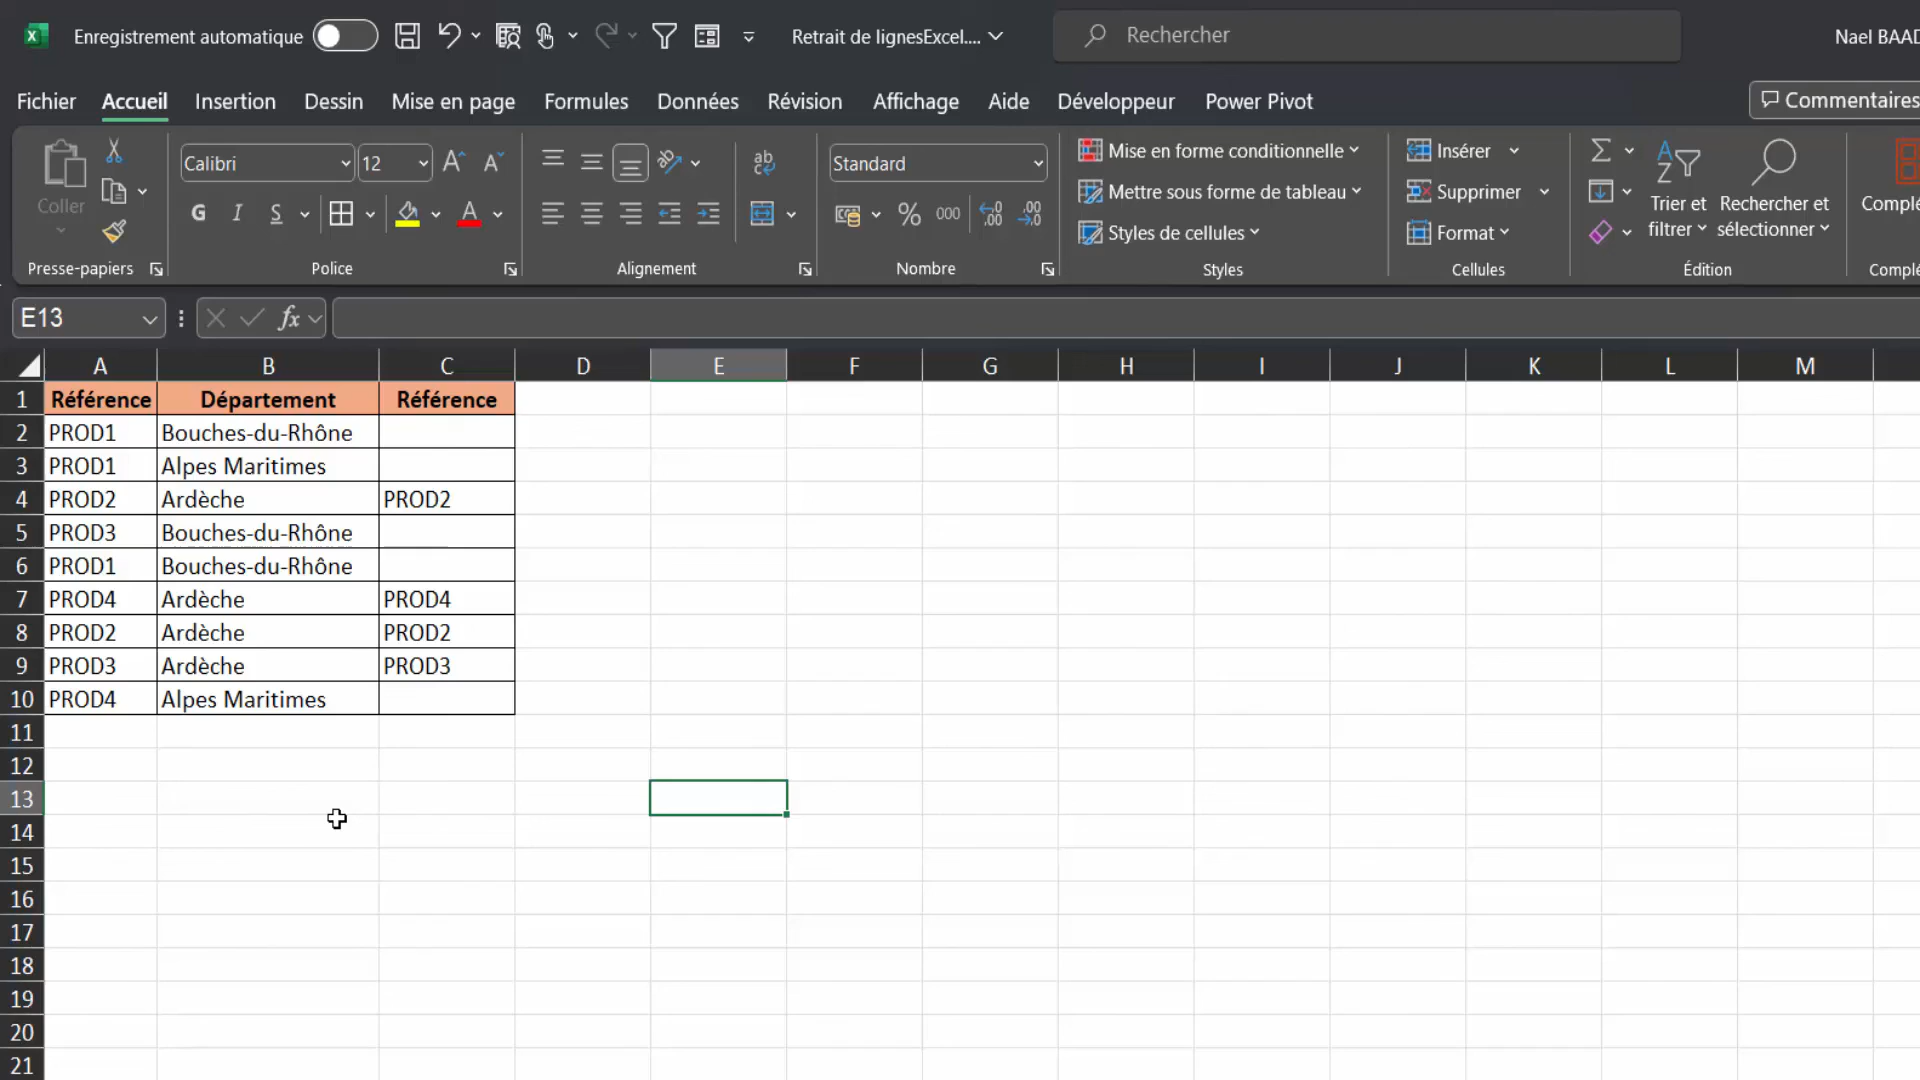 Enregistrement automatique
Retrait de lignesExcel....
Rechercher
Nael BAAD
Fichier Accueil Insertion Dessin Mise en page Formules Données Révision Affichage Aide Développeur Power Pivot
Commentaires
Coller
Presse-papiers
Calibri 12
G I S A
Police
ab
Alignement
Standard
% 000
Nombre
Mise en forme conditionnelle
Mettre sous forme de tableau
Styles de cellules
Styles
Insérer
Supprimer
Format
Cellules
Trier et filtrer
Rechercher et sélectionner
Édition
Complé
Complé
E13 fx
A B C D E F G H I J K L M
1 Référence Département Référence
2 PROD1 Bouches-du-Rhône
3 PROD1 Alpes Maritimes
4 PROD2 Ardèche PROD2
5 PROD3 Bouches-du-Rhône
6 PROD1 Bouches-du-Rhône
7 PROD4 Ardèche PROD4
8 PROD2 Ardèche PROD2
9 PROD3 Ardèche PROD3
10 PROD4 Alpes Maritimes
11
12
13
14
15
16
17
18
19
20
21